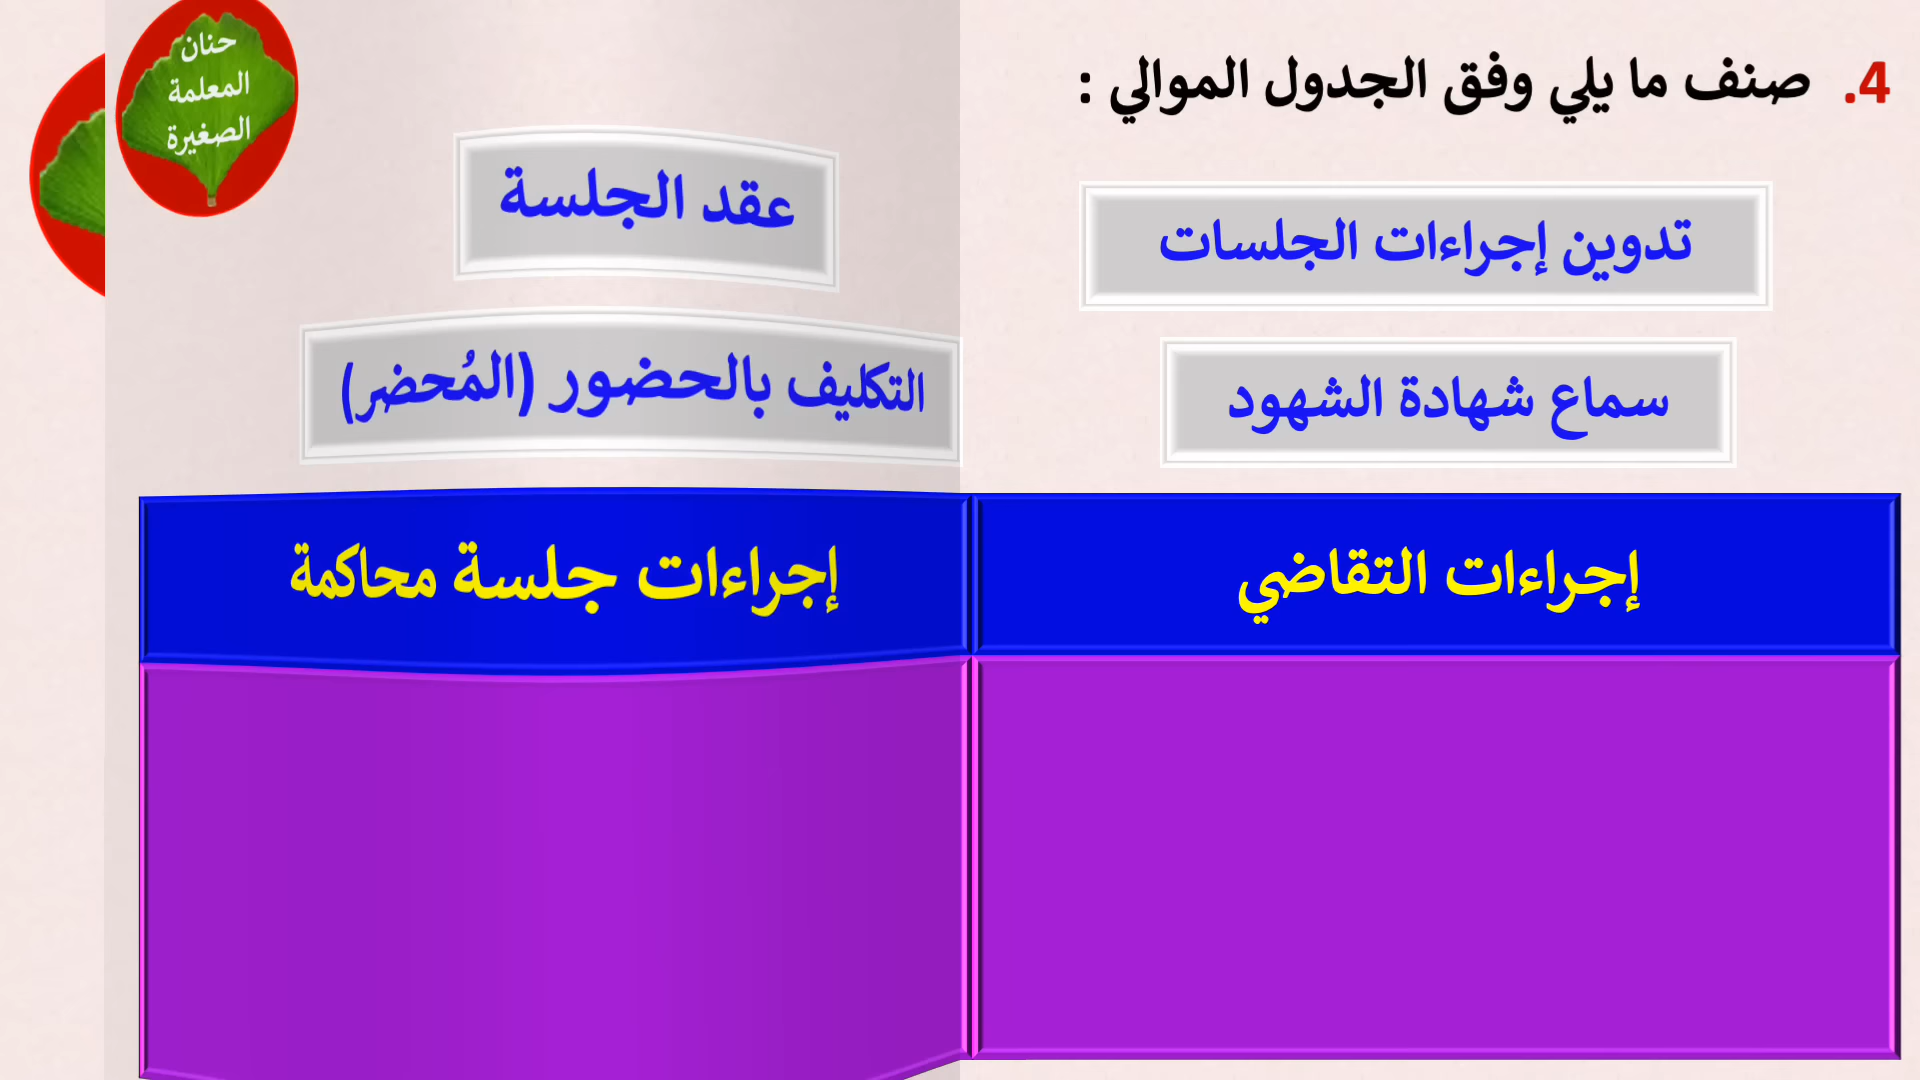 4. صنف ما يلي وفق الجدول الموالي :
حنان
المعلمة
الصغيرة
تدوين إجراءات الجلسات
عقد الجلسة
سماع شهادة الشهود
التكليف بالحضور (المُحضر)
إجراءات التقاضي
إجراءات جلسة محاكمة